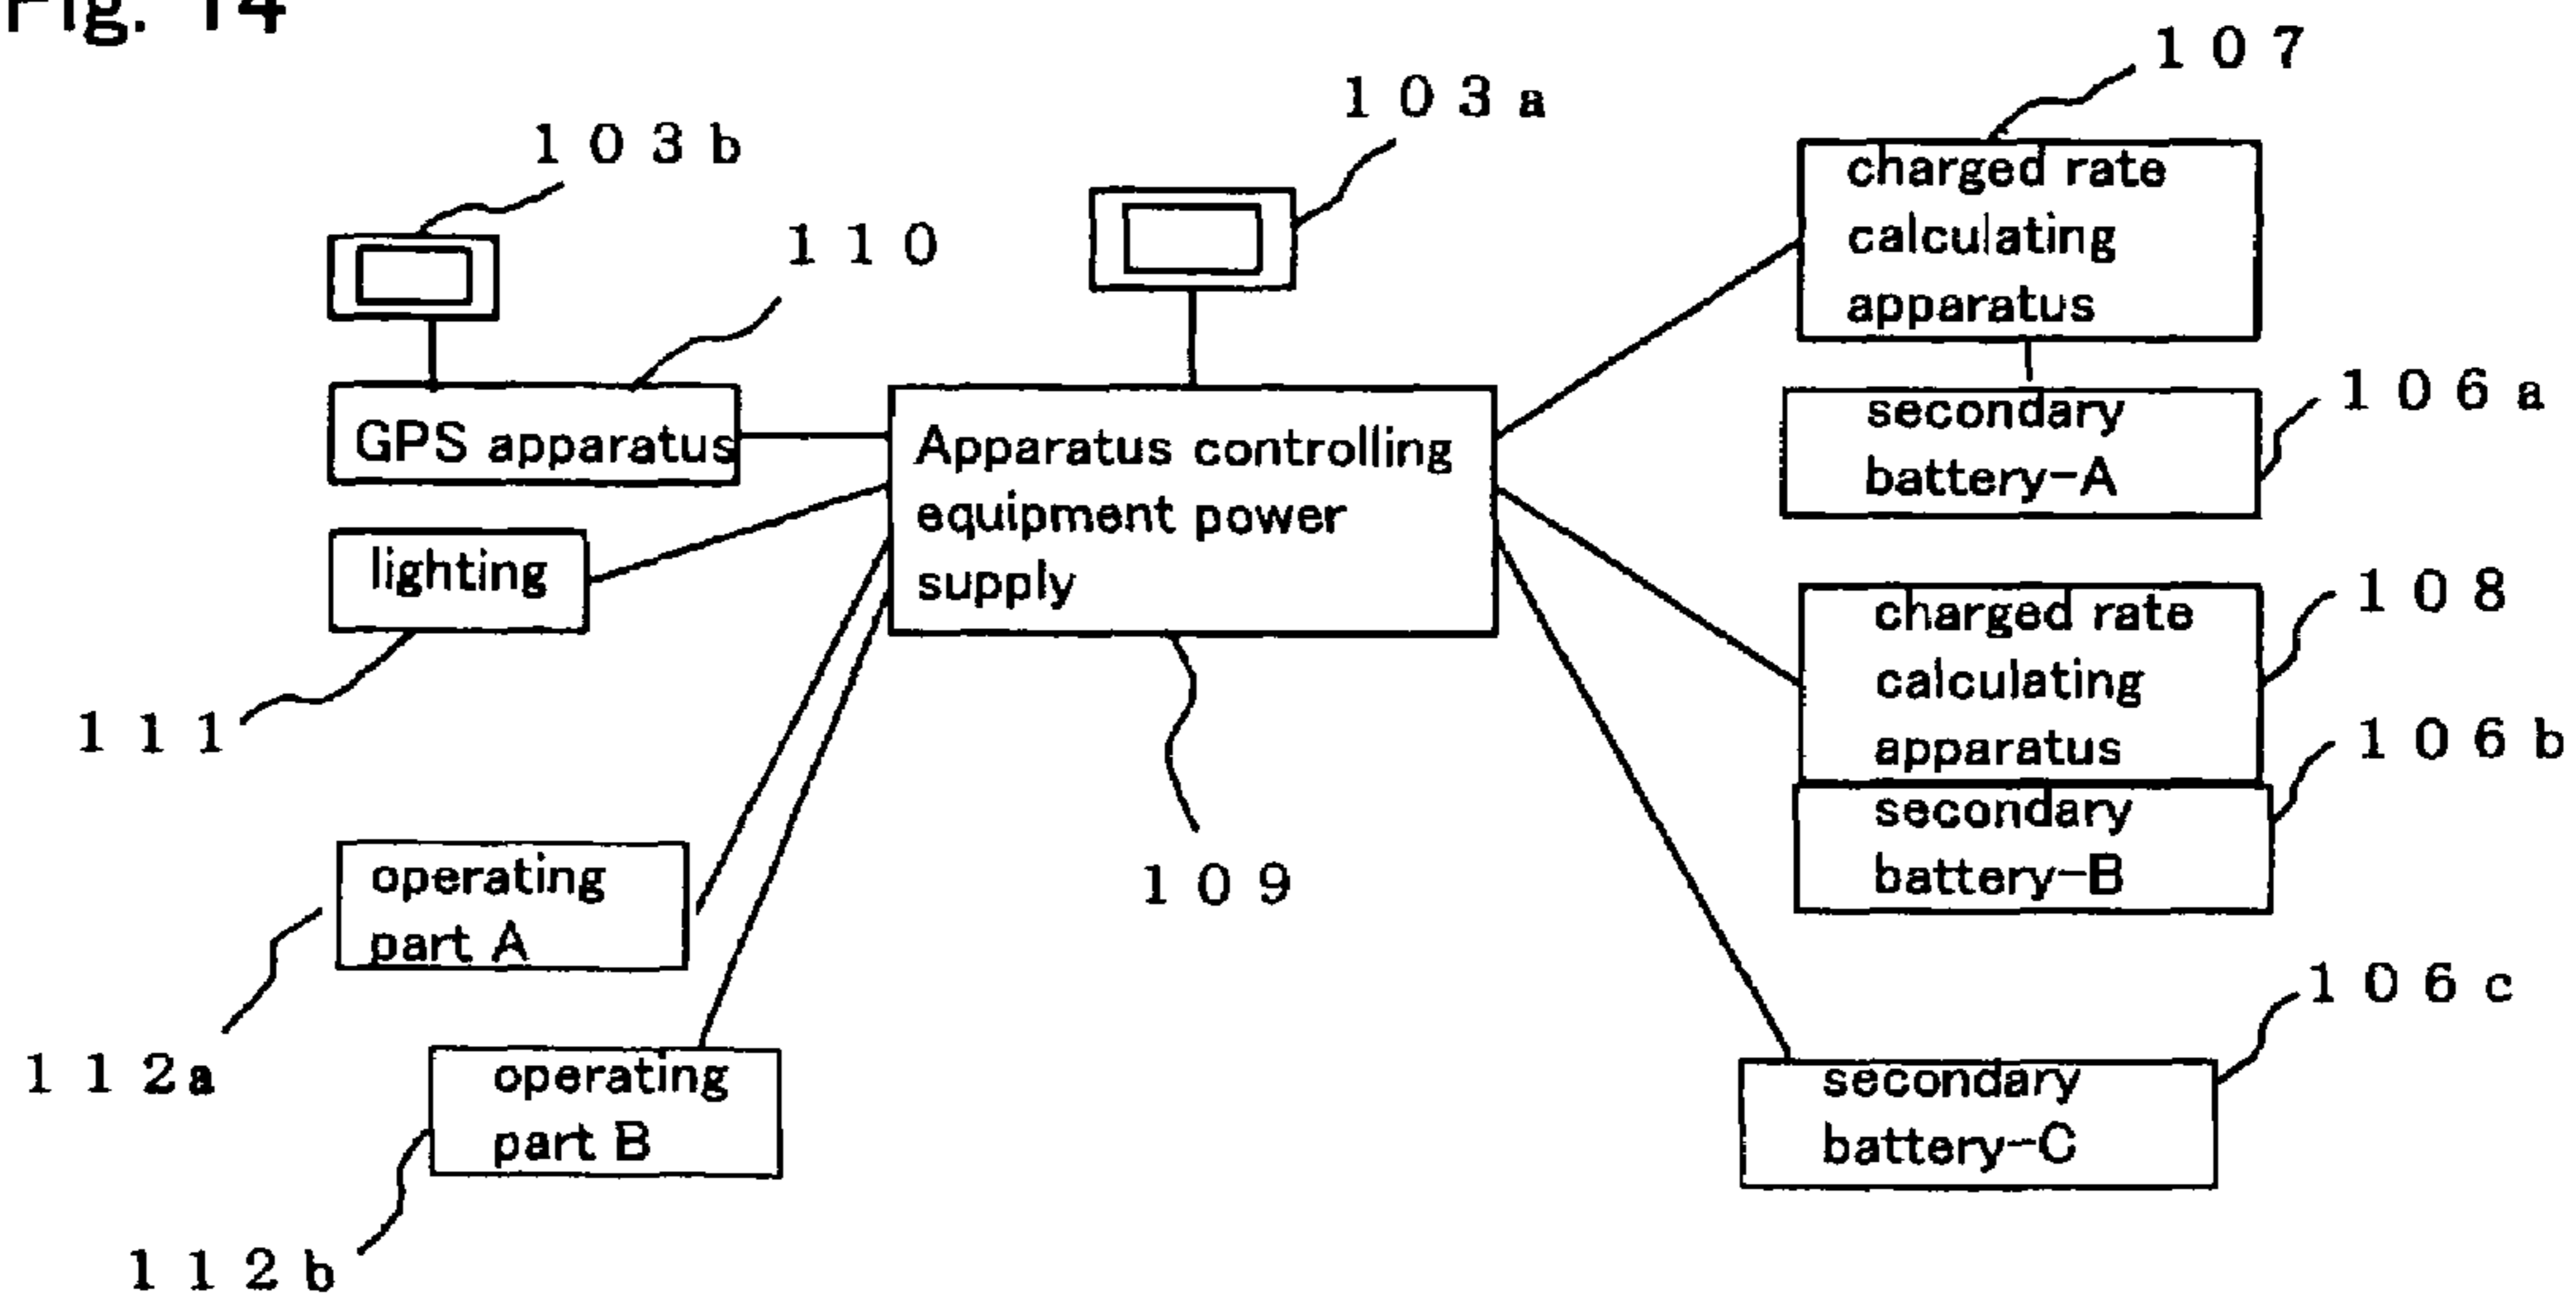 Fig. 14
107
103a
103b
110
charged rate
calculating
apparatus
GPS apparatus
Apparatus controlling
equipment power
supply
secondary
battery-A
106a
lighting
111
charged rate
calculating
apparatus
108
secondary
battery-B
106b
operating
part A
112a
109
operating
part B
112b
secondary
battery-C
106c